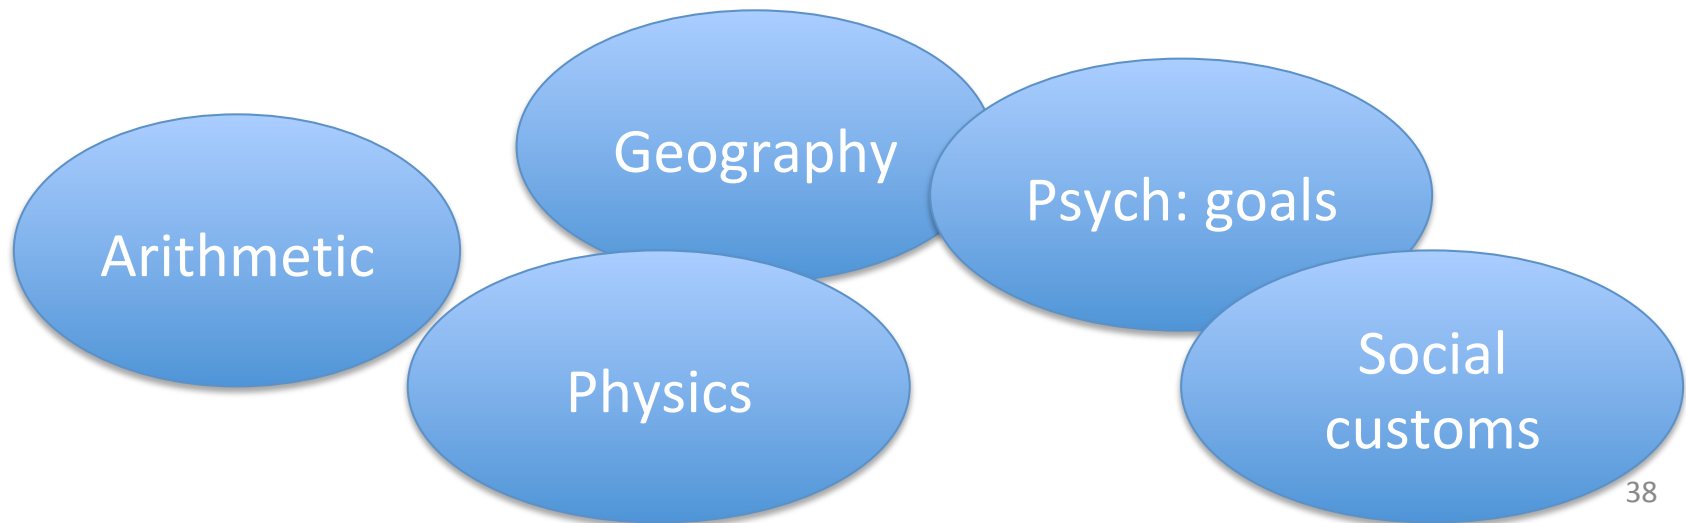 Geography
Psych: goals
Arithmetic
Physics
Social
customs
38